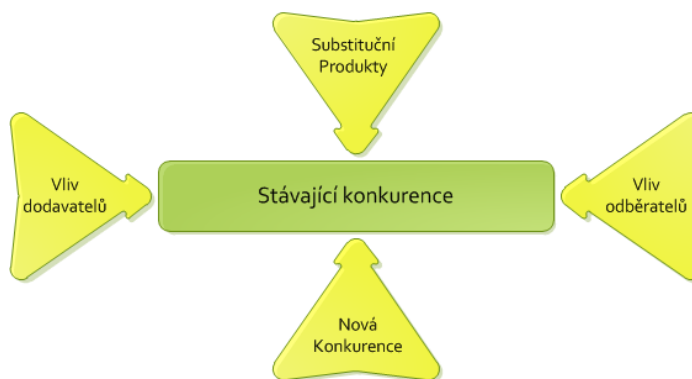 Substituční
Produkty
Vliv
dodavatelů
Stávající konkurence
Vliv
odběratelů
Nová
Konkurence